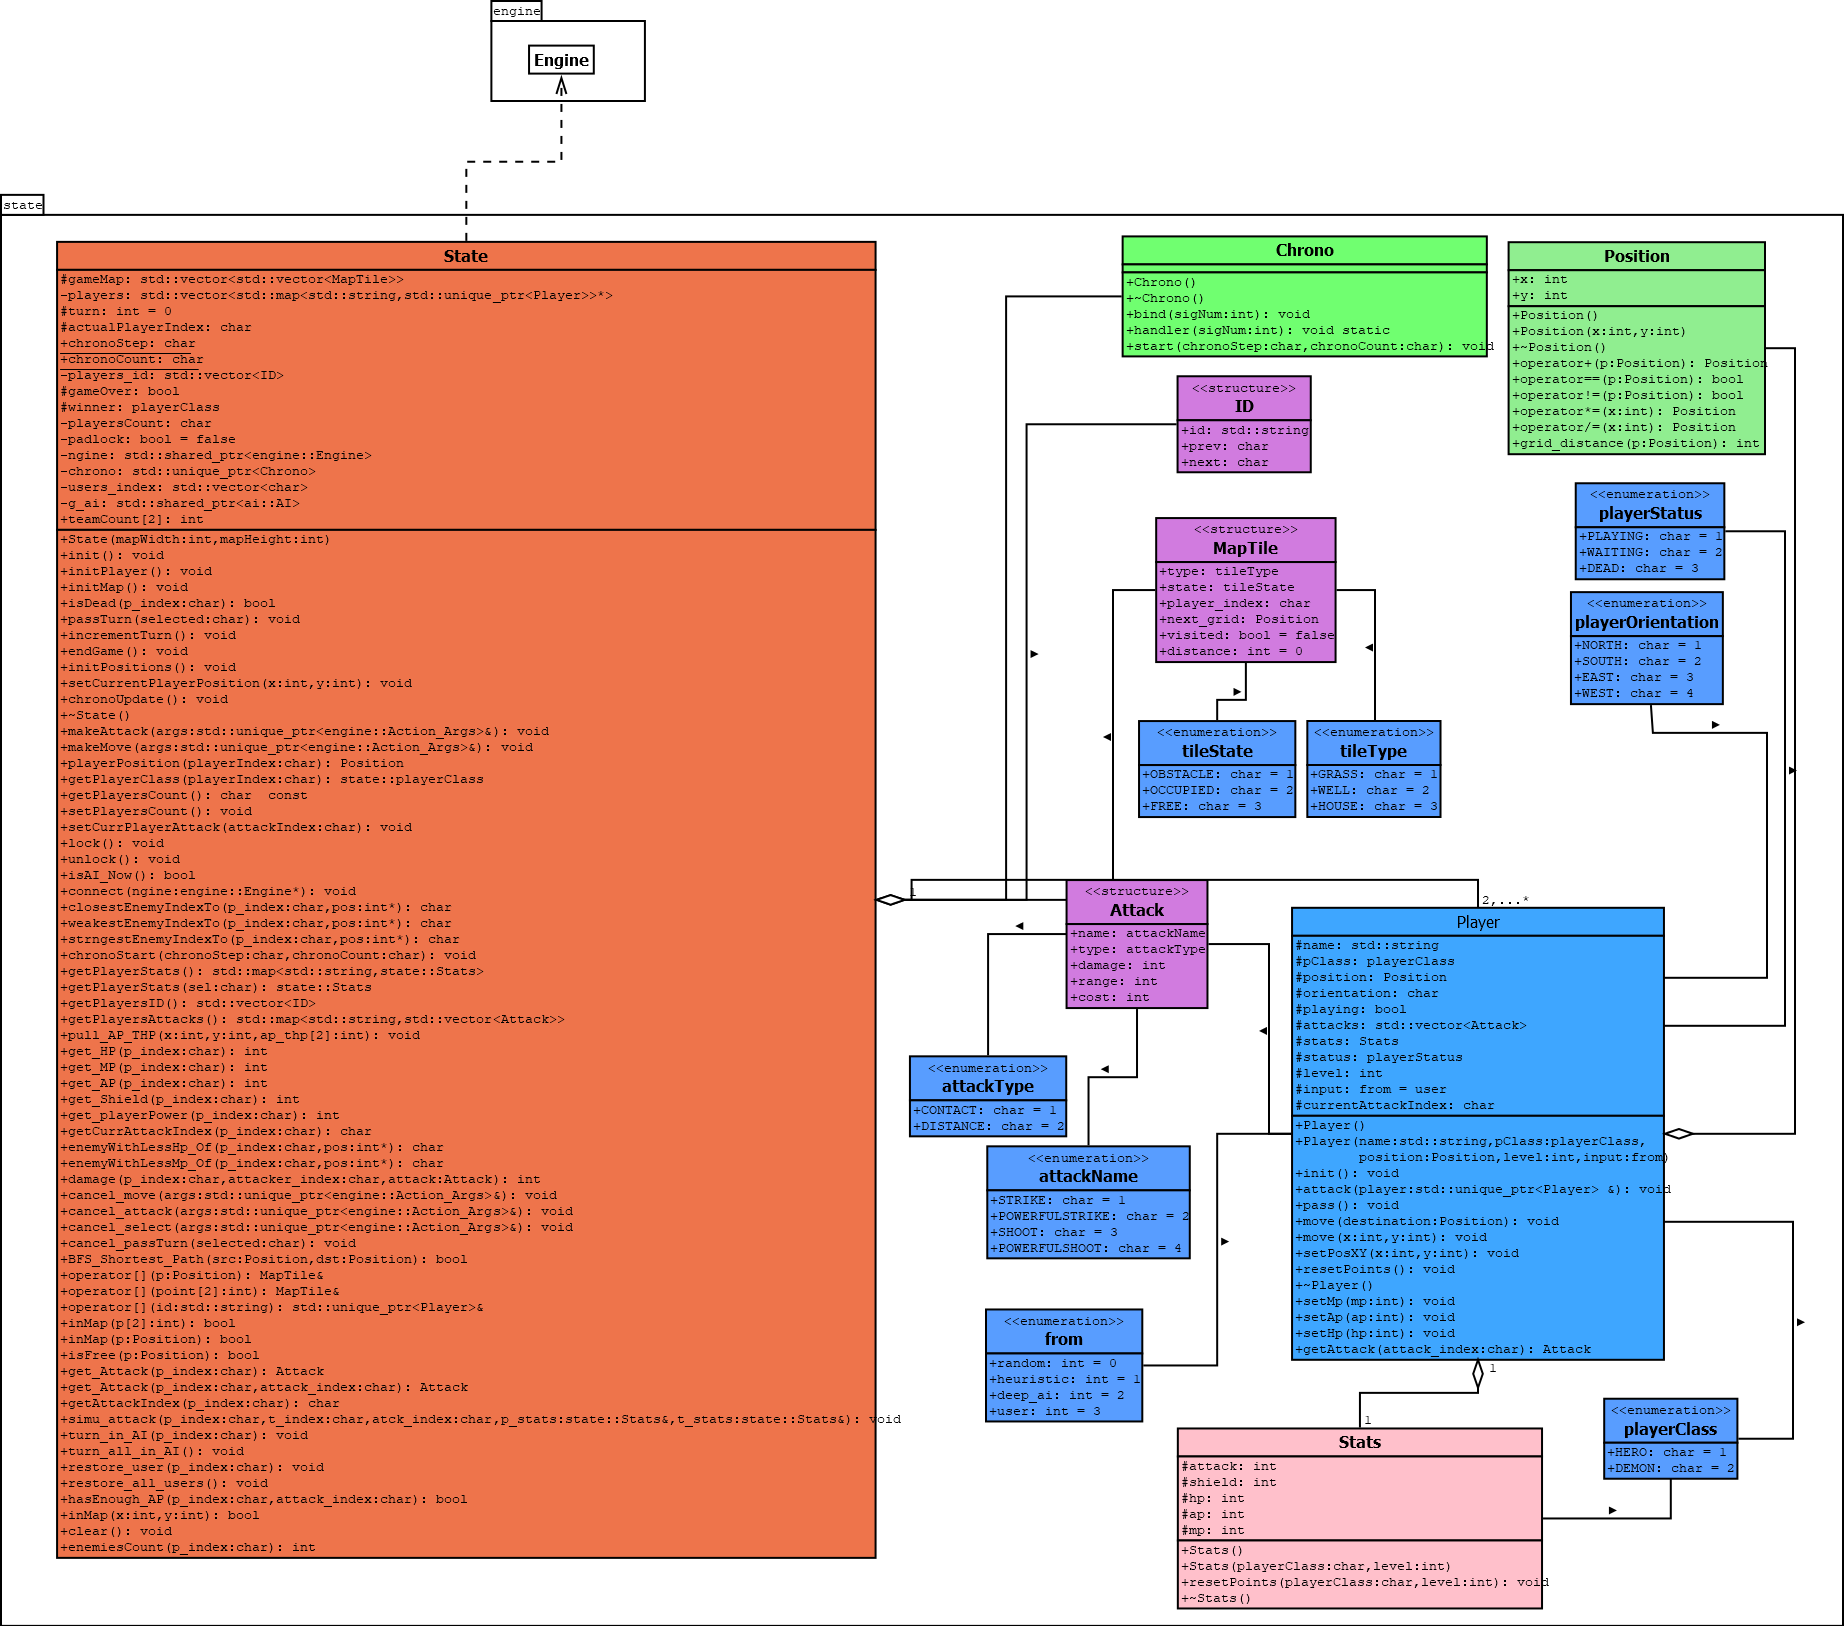 engine
Engine
state
State
#gameMap: std::vector<std::vector<MapTile>>
-players: std::vector<std::map<std::string,std::unique_ptr<Player>>*>
#turn: int = 0
#actualPlayerIndex: char
+chronoStep: char
+chronoCount: char
-players_id: std::vector<ID>
#gameOver: bool
#winner: playerClass
-playersCount: char
-padlock: bool = false
-ngine: std::shared_ptr<engine::Engine>
-chrono: std::unique_ptr<Chrono>
-users_index: std::vector<char>
-g_ai: std::shared_ptr<ai::AI>
+teamCount[2]: int
+State(mapWidth:int,mapHeight:int)
+init(): void
+initPlayer(): void
+initMap(): void
+isDead(p_index:char): bool
+passTurn(selected:char): void
+incrementTurn(): void
+endGame(): void
+initPositions(): void
+setCurrentPlayerPosition(x:int,y:int): void
+chronoUpdate(): void
+~State()
+makeAttack(args:std::unique_ptr<engine::Action_Args>&): void
+makeMove(args:std::unique_ptr<engine::Action_Args>&): void
+playerPosition(playerIndex:char): Position
+getPlayerClass(playerIndex:char): state::playerClass
+getPlayersCount(): char  const
+setPlayersCount(): void
+setCurrPlayerAttack(attackIndex:char): void
+lock(): void
+unlock(): void
+isAI_Now(): bool
+connect(ngine:engine::Engine*): void
+closestEnemyIndexTo(p_index:char,pos:int*): char
+weakestEnemyIndexTo(p_index:char,pos:int*): char
+strngestEnemyIndexTo(p_index:char,pos:int*): char
+chronoStart(chronoStep:char,chronoCount:char): void
+getPlayerStats(): std::map<std::string,state::Stats>
+getPlayerStats(sel:char): state::Stats
+getPlayersID(): std::vector<ID>
+getPlayersAttacks(): std::map<std::string,std::vector<Attack>>
+pull_AP_THP(x:int,y:int,ap_thp[2]:int): void
+get_HP(p_index:char): int
+get_MP(p_index:char): int
+get_AP(p_index:char): int
+get_Shield(p_index:char): int
+get_playerPower(p_index:char): int
+getCurrAttackIndex(p_index:char): char
+enemyWithLessHp_Of(p_index:char,pos:int*): char
+enemyWithLessMp_Of(p_index:char,pos:int*): char
+damage(p_index:char,attacker_index:char,attack:Attack): int
+cancel_move(args:std::unique_ptr<engine::Action_Args>&): void
+cancel_attack(args:std::unique_ptr<engine::Action_Args>&): void
+cancel_select(args:std::unique_ptr<engine::Action_Args>&): void
+cancel_passTurn(selected:char): void
+BFS_Shortest_Path(src:Position,dst:Position): bool
+operator[](p:Position): MapTile&
+operator[](point[2]:int): MapTile&
+operator[](id:std::string): std::unique_ptr<Player>&
+inMap(p[2]:int): bool
+inMap(p:Position): bool
+isFree(p:Position): bool
+get_Attack(p_index:char): Attack
+get_Attack(p_index:char,attack_index:char): Attack
+getAttackIndex(p_index:char): char
+simu_attack(p_index:char,t_index:char,atck_index:char,p_stats:state::Stats&,t_stats:state::Stats&): void
+turn_in_AI(p_index:char): void
+turn_all_in_AI(): void
+restore_user(p_index:char): void
+restore_all_users(): void
+hasEnough_AP(p_index:char,attack_index:char): bool
+inMap(x:int,y:int): bool
+clear(): void
+enemiesCount(p_index:char): int
Chrono
+Chrono()
+~Chrono()
+bind(sigNum:int): void
+handler(sigNum:int): void static
+start(chronoStep:char,chronoCount:char): void
Position
+x: int
+y: int
+Position()
+Position(x:int,y:int)
+~Position()
+operator+(p:Position): Position
+operator==(p:Position): bool
+operator!=(p:Position): bool
+operator*=(x:int): Position
+operator/=(x:int): Position
+grid_distance(p:Position): int
<<structure>>
ID
+id: std::string
+prev: char
+next: char
<<enumeration>>
playerStatus
+PLAYING: char = 1
+WAITING: char = 2
+DEAD: char = 3
<<structure>>
MapTile
+type: tileType
+state: tileState
+player_index: char
+next_grid: Position
+visited: bool = false
+distance: int = 0
<<enumeration>>
playerOrientation
+NORTH: char = 1
+SOUTH: char = 2
+EAST: char = 3
+WEST: char = 4
<<enumeration>>
tileState
+OBSTACLE: char = 1
+OCCUPIED: char = 2
+FREE: char = 3
<<enumeration>>
tileType
+GRASS: char = 1
+WELL: char = 2
+HOUSE: char = 3
1
2,...*
<<structure>>
Attack
+name: attackName
+type: attackType
+damage: int
+range: int
+cost: int
Player
#name: std::string
#pClass: playerClass
#position: Position
#orientation: char
#playing: bool
#attacks: std::vector<Attack>
#stats: Stats
#status: playerStatus
#level: int
#input: from = user
#currentAttackIndex: char
+Player()
+Player(name:std::string,pClass:playerClass,
position:Position,level:int,input:from)
+init(): void
+attack(player:std::unique_ptr<Player> &): void
+pass(): void
+move(destination:Position): void
+move(x:int,y:int): void
+setPosXY(x:int,y:int): void
+resetPoints(): void
+~Player()
+setMp(mp:int): void
+setAp(ap:int): void
+setHp(hp:int): void
+getAttack(attack_index:char): Attack
<<enumeration>>
attackType
+CONTACT: char = 1
+DISTANCE: char = 2
<<enumeration>>
attackName
+STRIKE: char = 1
+POWERFULSTRIKE: char = 2
+SHOOT: char = 3
+POWERFULSHOOT: char = 4
<<enumeration>>
from
+random: int = 0
+heuristic: int = 1
+deep_ai: int = 2
+user: int = 3
1
1
Stats
#attack: int
#shield: int
#hp: int
#ap: int
#mp: int
+Stats()
+Stats(playerClass:char,level:int)
+resetPoints(playerClass:char,level:int): void
+~Stats()
<<enumeration>>
playerClass
+HERO: char = 1
+DEMON: char = 2